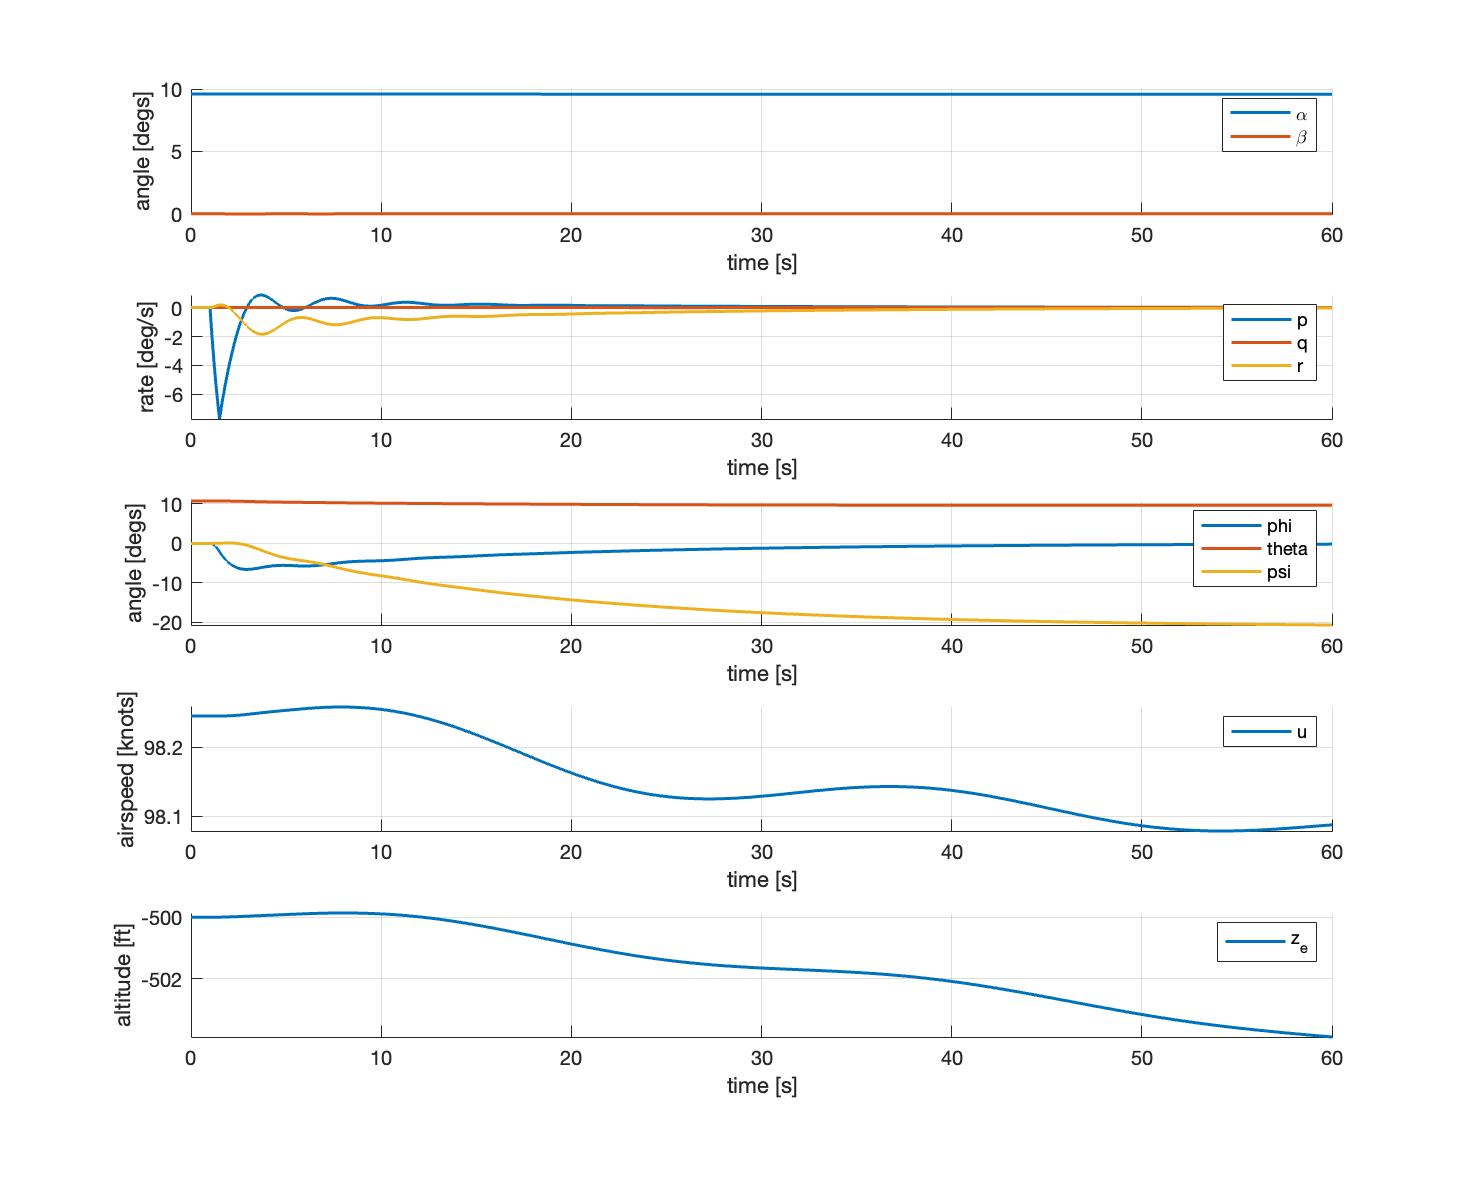 angle [degs]
10
5
0
α
β
0 10 20 30 40 50 60
time [s]
rate [deg/s]
0
-2
-4
-6
p
q
r
0 10 20 30 40 50 60
time [s]
angle [degs]
10
0
-10
-20
phi
theta
psi
0 10 20 30 40 50 60
time [s]
airspeed [knots]
98.2
98.1
u
0 10 20 30 40 50 60
time [s]
altitude [ft]
-500
-502
z_e
0 10 20 30 40 50 60
time [s]